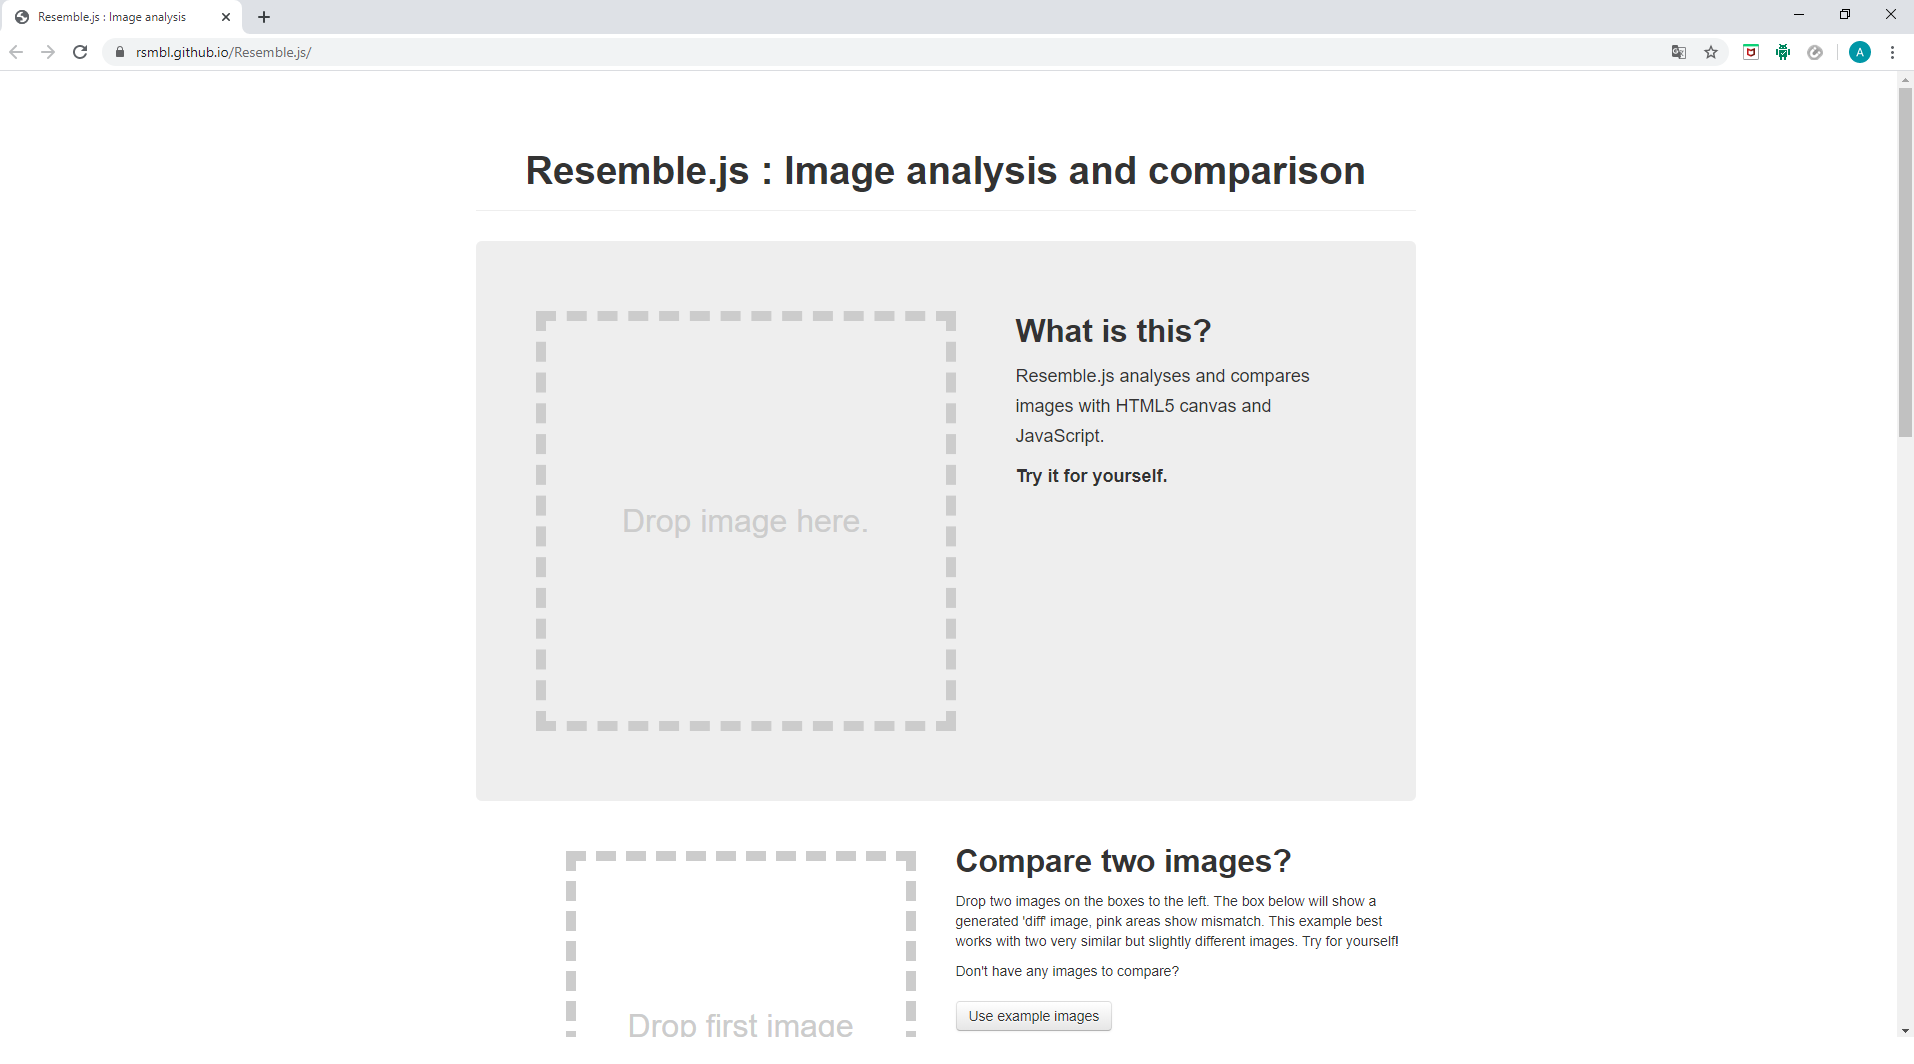 Resemble.js : Image analysis
rsmbl.github.io/Resemble.js/
A
Resemble.js : Image analysis and comparison
Drop image here.
What is this?
Resemble.js analyses and compares
images with HTML5 canvas and
JavaScript.
Try it for yourself.
Drop first image
Compare two images?
Drop two images on the boxes to the left. The box below will show a
generated 'diff' image, pink areas show mismatch. This example best
works with two very similar but slightly different images. Try for yourself!
Don't have any images to compare?
Use example images